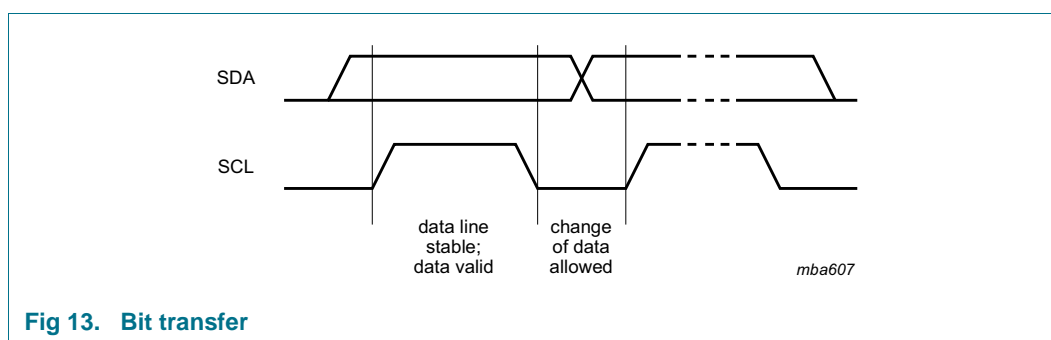 SDA
SCL
data line
stable;
data valid
change
of data
allowed
mba607
Fig 13. Bit transfer